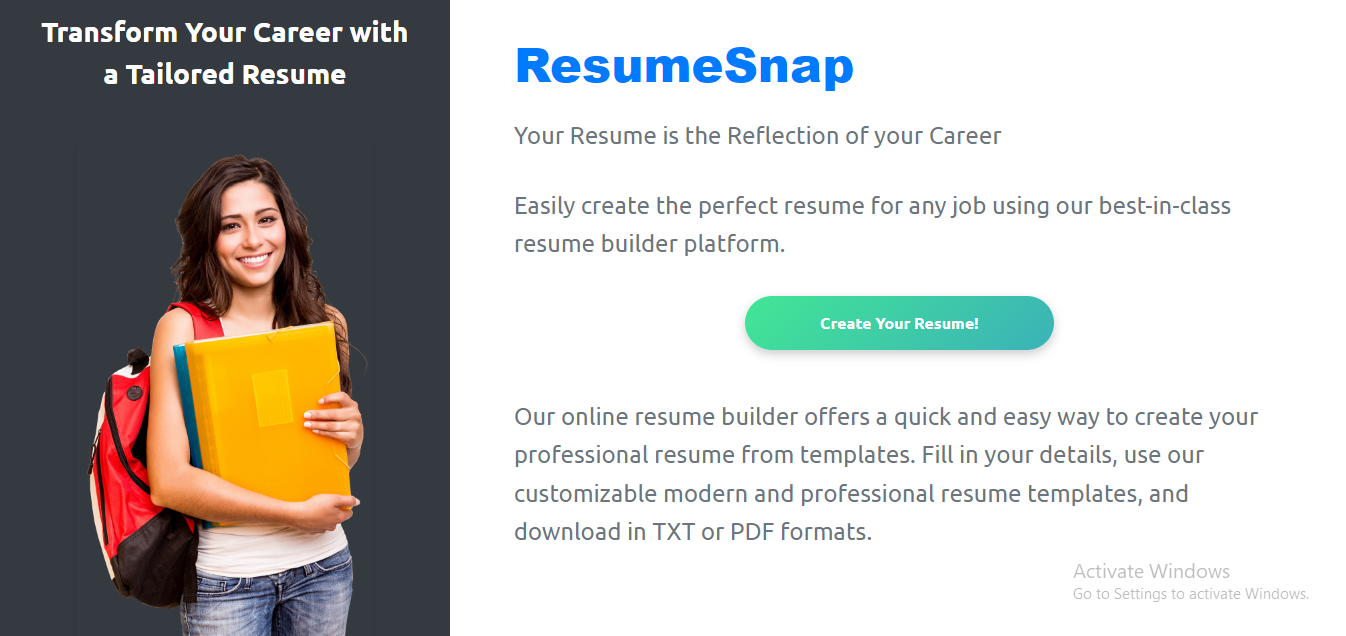 Transform Your Career with
a Tailored Resume
ResumeSnap
Your Resume is the Reflection of your Career
Easily create the perfect resume for any job using our best-in-class
resume builder platform.
Create Your Resume!
Our online resume builder offers a quick and easy way to create your
professional resume from templates. Fill in your details, use our
customizable modern and professional resume templates, and
download in TXT or PDF formats.
Activate Windows
Go to Settings to activate Windows.